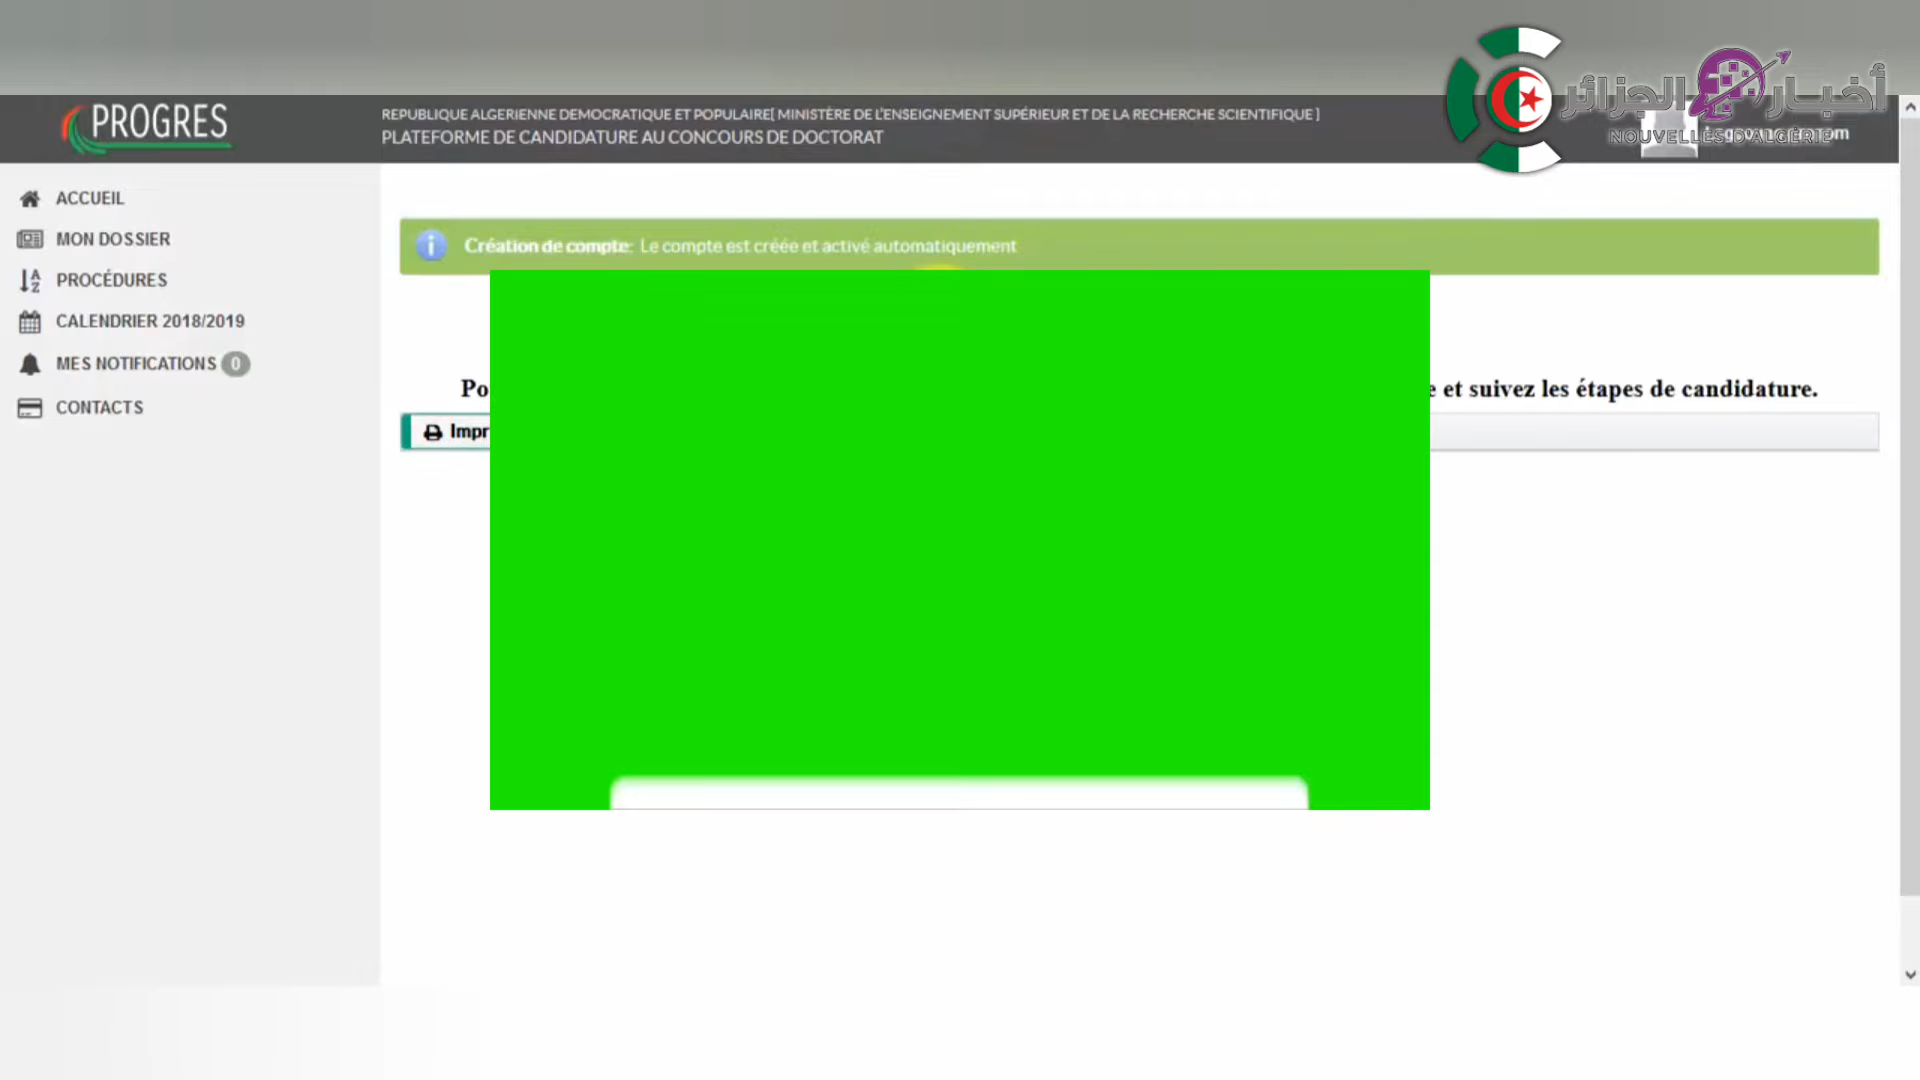 PROGRES
REPUBLIQUE ALGERIENNE DEMOCRATIQUE ET POPULAIRE[ MINISTÈRE DE L'ENSEIGNEMENT SUPÉRIEUR ET DE LA RECHERCHE SCIENTIFIQUE ]
PLATEFORME DE CANDIDATURE AU CONCOURS DE DOCTORAT
أخبار الجزائر
NOUVELLES D'ALGÉRIE
ACCUEIL
MON DOSSIER
PROCÉDURES
CALENDRIER 2018/2019
MES NOTIFICATIONS 0
CONTACTS
Création de compte: Le compte est créée et activé automatiquement
Po
e et suivez les étapes de candidature.
Impr